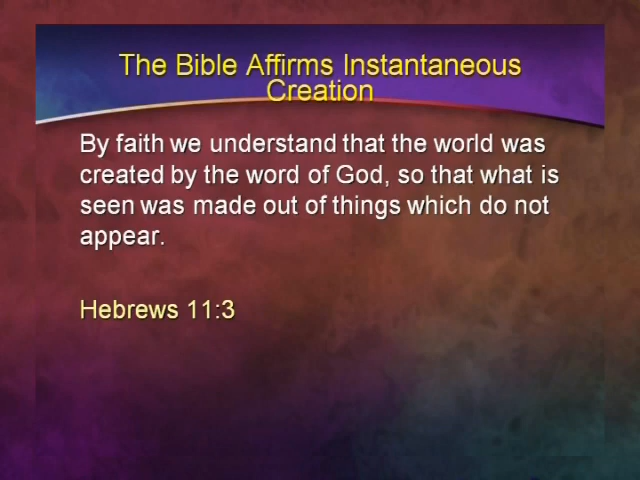 The Bible Affirms Instantaneous
Creation
By faith we understand that the world was
created by the word of God, so that what is
seen was made out of things which do not
appear.
Hebrews 11:3